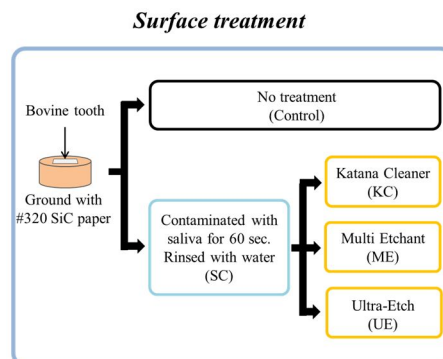 Surface treatment
Bovine tooth
Ground with
#320 SiC paper
No treatment
(Control)
Contaminated with
saliva for 60 sec.
Rinsed with water
(SC)
Katana Cleaner
(KC)
Multi Etchant
(ME)
Ultra-Etch
(UE)